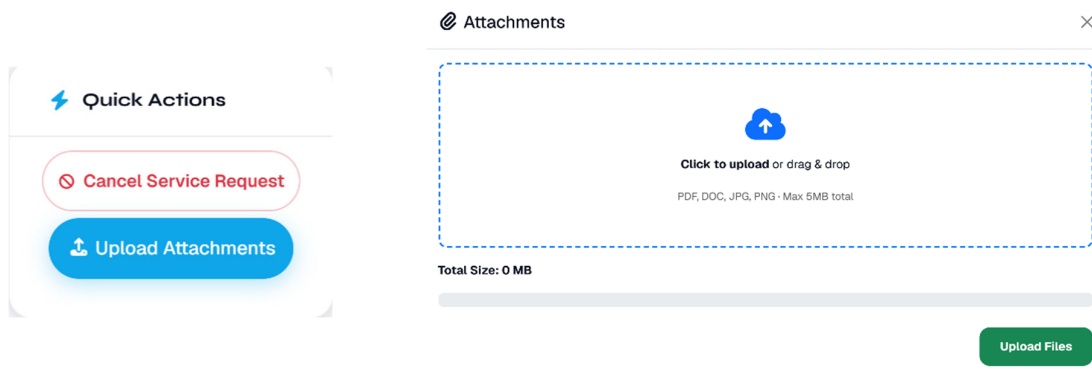 Quick Actions
Cancel Service Request
Upload Attachments
Attachments
Click to upload or drag & drop
PDF, DOC, JPG, PNG · Max 5MB total
Total Size: 0 MB
Upload Files